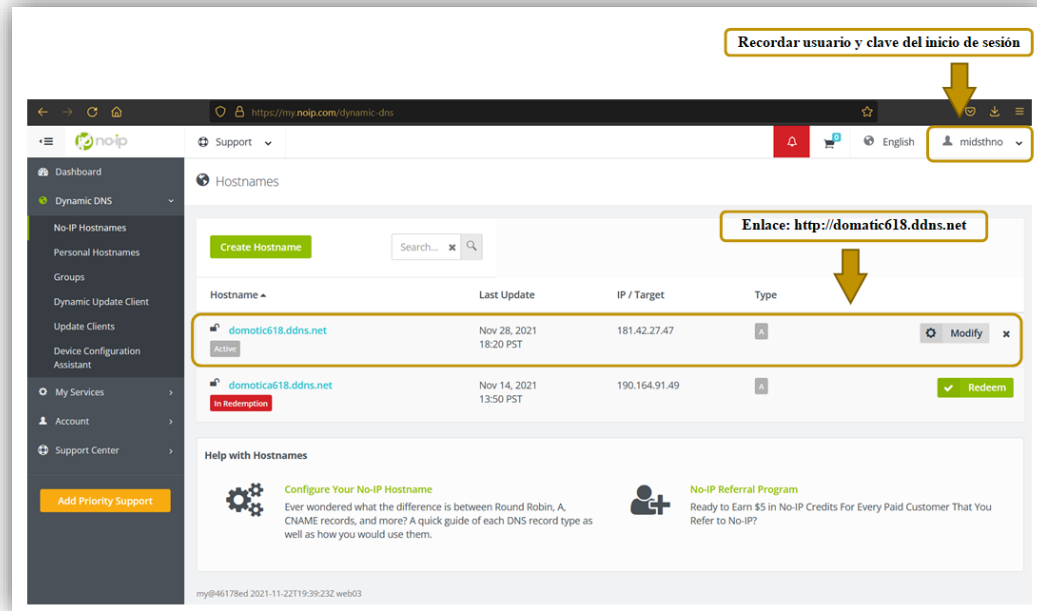 Recordar usuario y clave del inicio de sesión
https://my.noip.com/dynamic-dns
no-ip
Support
0
English
midsthno
Dashboard
Hostnames
Dynamic DNS
No-IP Hostnames
Personal Hostnames
Groups
Dynamic Update Client
Update Clients
Device Configuration
Assistant
My Services
Account
Support Center
Add Priority Support
Enlace: http://domatic618.ddns.net
Create Hostname
Search...
Hostname
Last Update
IP / Target
Type
domotic618.ddns.net
Active
Nov 28, 2021
18:20 PST
181.42.27.47
A
Modify
domotica618.ddns.net
In Redemption
Nov 14, 2021
13:50 PST
190.164.91.49
A
Redeem
Help with Hostnames
Configure Your No-IP Hostname
Ever wondered what the difference is between Round Robin, A,
CNAME records, and more? A quick guide of each DNS record type as
well as how you would use them.
No-IP Referral Program
Ready to Earn $5 in No-IP Credits For Every Paid Customer That You
Refer to No-IP?
my@46178ed 2021-11-22T19:39:23Z web03